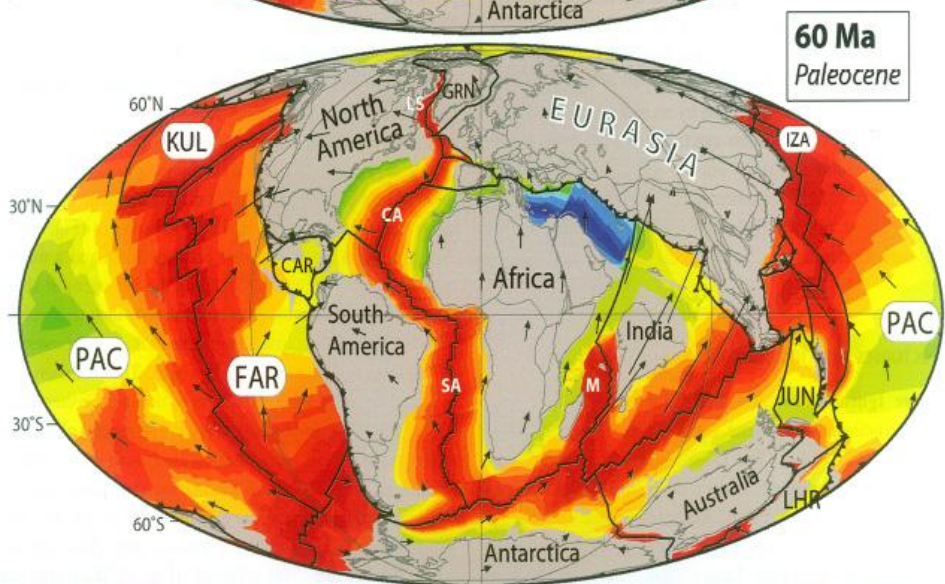 Antarctica
60 Ma
Paleocene
60°N
KUL
North
America
LS
GRN
EURASIA
IZA
30°N
CA
CAR
Africa
PAC
South
America
India
PAC
FAR
SA
M
JUN
30°S
Australia
LHR
60°S
Antarctica